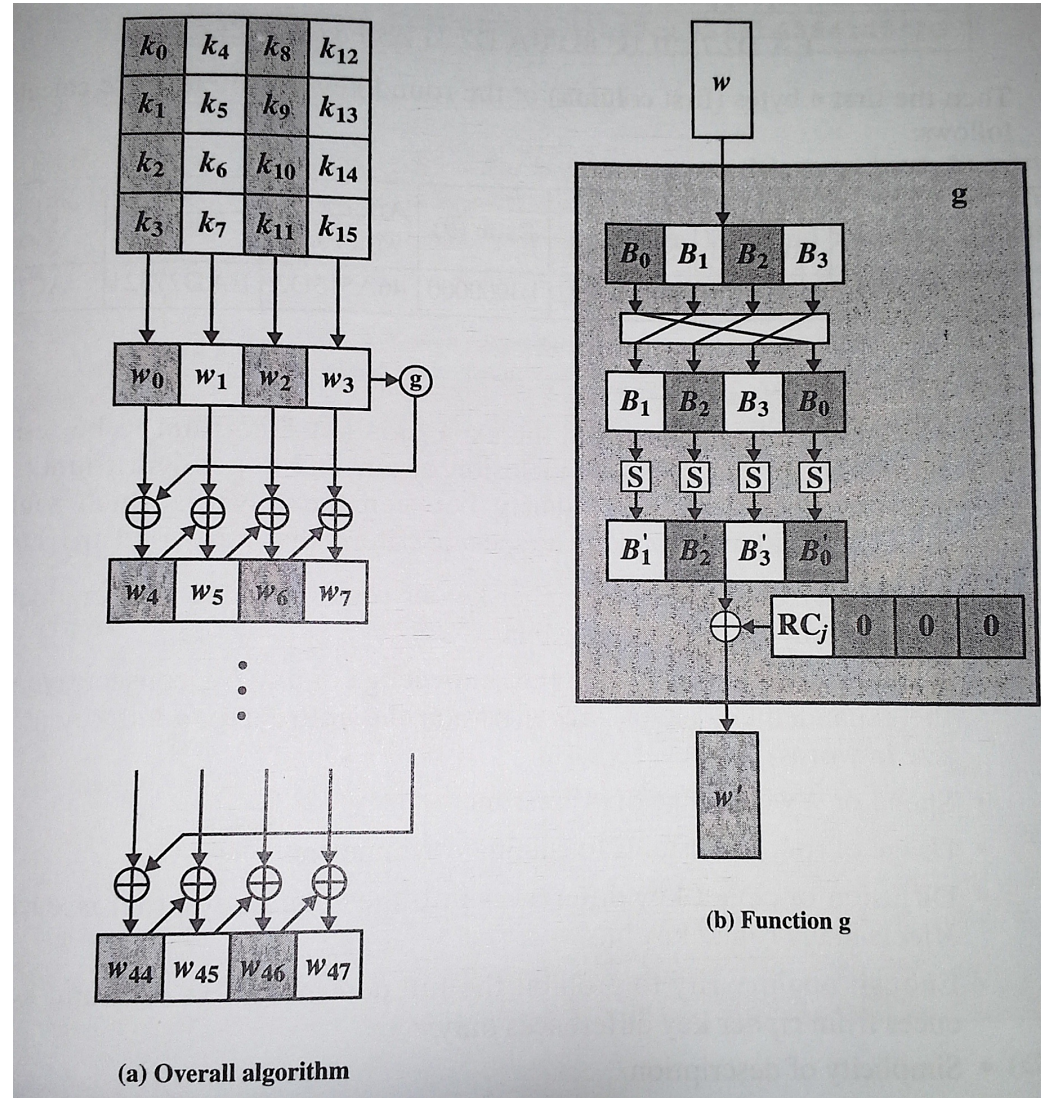 k0 k4 k8 k12
k1 k5 k9 k13
k2 k6 k10 k14
k3 k7 k11 k15
w0 w1 w2 w3 g
w4 w5 w6 w7
w44 w45 w46 w47
(a) Overall algorithm
w
g
B0 B1 B2 B3
B1 B2 B3 B0
S S S S
B'1 B'2 B'3 B'0
RCj 0 0 0
w'
(b) Function g